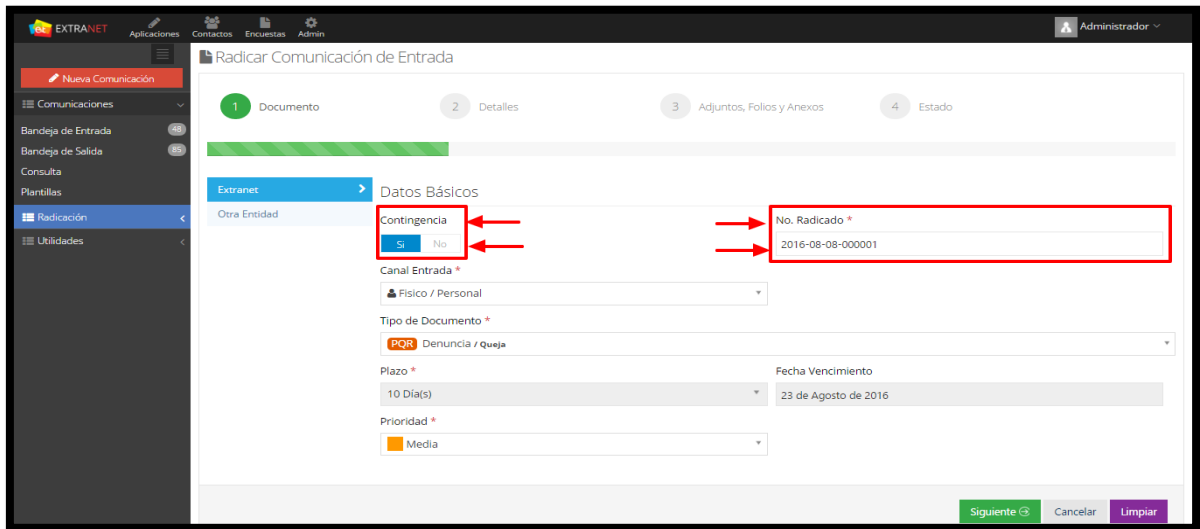 EXTRANET
Aplicaciones Contactos Encuestas Admin
Administrador
Nueva Comunicación
Comunicaciones
Bandeja de Entrada 48
Bandeja de Salida 85
Consulta
Plantillas
Radicación
Utilidades
Radicar Comunicación de Entrada
1 Documento 2 Detalles 3 Adjuntos, Folios y Anexos 4 Estado
Extranet
Otra Entidad
Datos Básicos
Contingencia No. Radicado *
Si No 2016-08-08-000001
Canal Entrada *
Fisico / Personal
Tipo de Documento *
PQR Denuncia / Queja
Plazo * Fecha Vencimiento
10 Día(s) 23 de Agosto de 2016
Prioridad *
Media
Siguiente Cancelar Limpiar